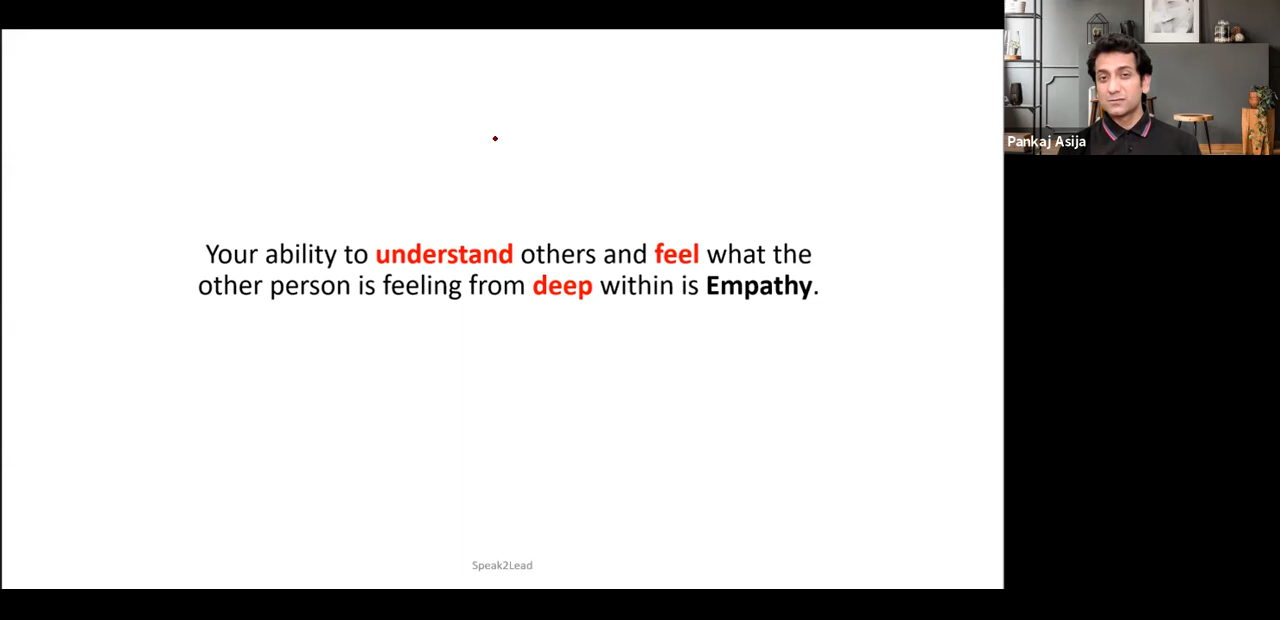 Pankaj Asija
Your ability to understand others and feel what the
other person is feeling from deep within is Empathy.
Speak2Lead